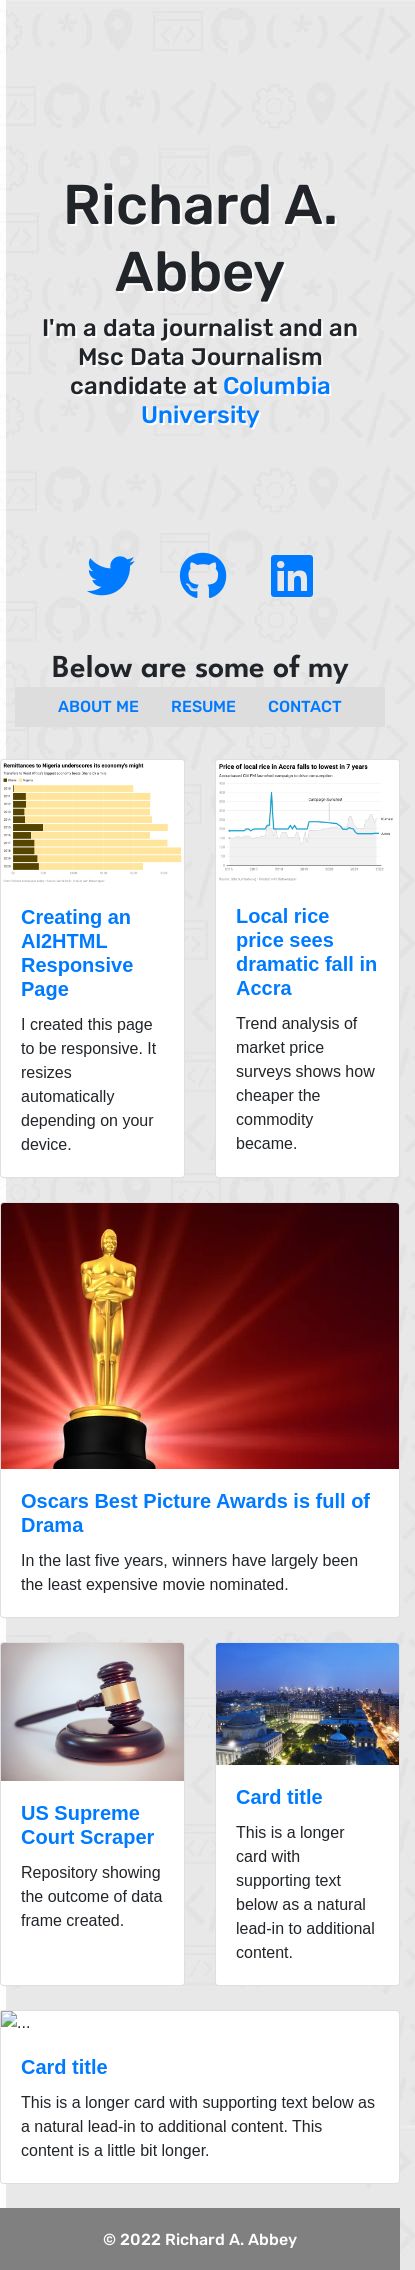 Richard A.
Abbey
I'm a data journalist and an
Msc Data Journalism
candidate at Columbia
University
Below are some of my
ABOUT ME RESUME CONTACT
Remittances to Nigeria underscores its economy's might
Price of local rice in Accra falls to lowest in 7 years
Campaign launched
Creating an
AI2HTML
Responsive
Page
I created this page
to be responsive. It
resizes
automatically
depending on your
device.
Local rice
price sees
dramatic fall in
Accra
Trend analysis of
market price
surveys shows how
cheaper the
commodity
became.
Oscars Best Picture Awards is full of
Drama
In the last five years, winners have largely been
the least expensive movie nominated.
US Supreme
Court Scraper
Repository showing
the outcome of data
frame created.
Card title
This is a longer
card with
supporting text
below as a natural
lead-in to additional
content.
...
Card title
This is a longer card with supporting text below as
a natural lead-in to additional content. This
content is a little bit longer.
© 2022 Richard A. Abbey